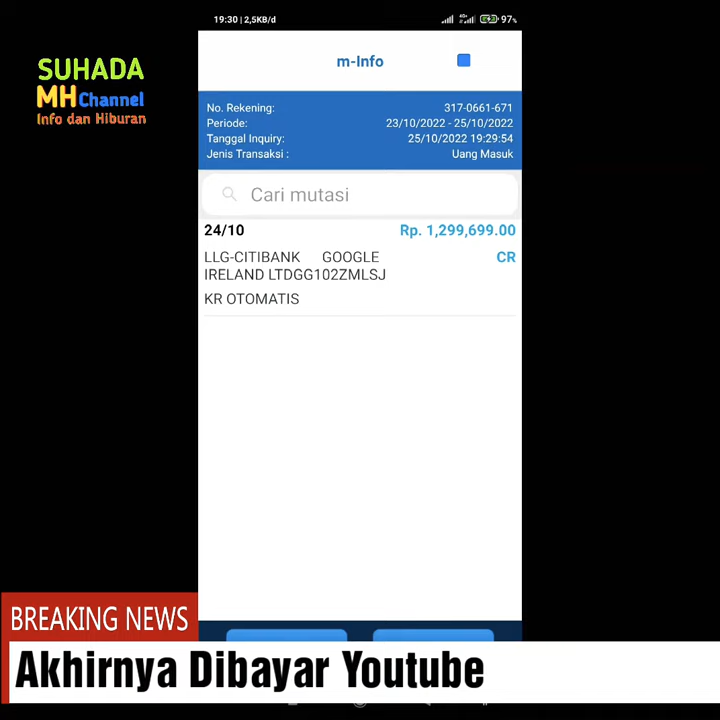 19:30 | 2,5KB/d
97%
SUHADA
MH Channel
Info dan Hiburan
m-Info
No. Rekening: 317-0661-671
Periode: 23/10/2022 - 25/10/2022
Tanggal Inquiry: 25/10/2022 19:29:54
Jenis Transaksi : Uang Masuk
Cari mutasi
24/10 Rp. 1,299,699.00
LLG-CITIBANK GOOGLE CR
IRELAND LTDGG102ZMLSJ
KR OTOMATIS
BREAKING NEWS
Akhirnya Dibayar Youtube